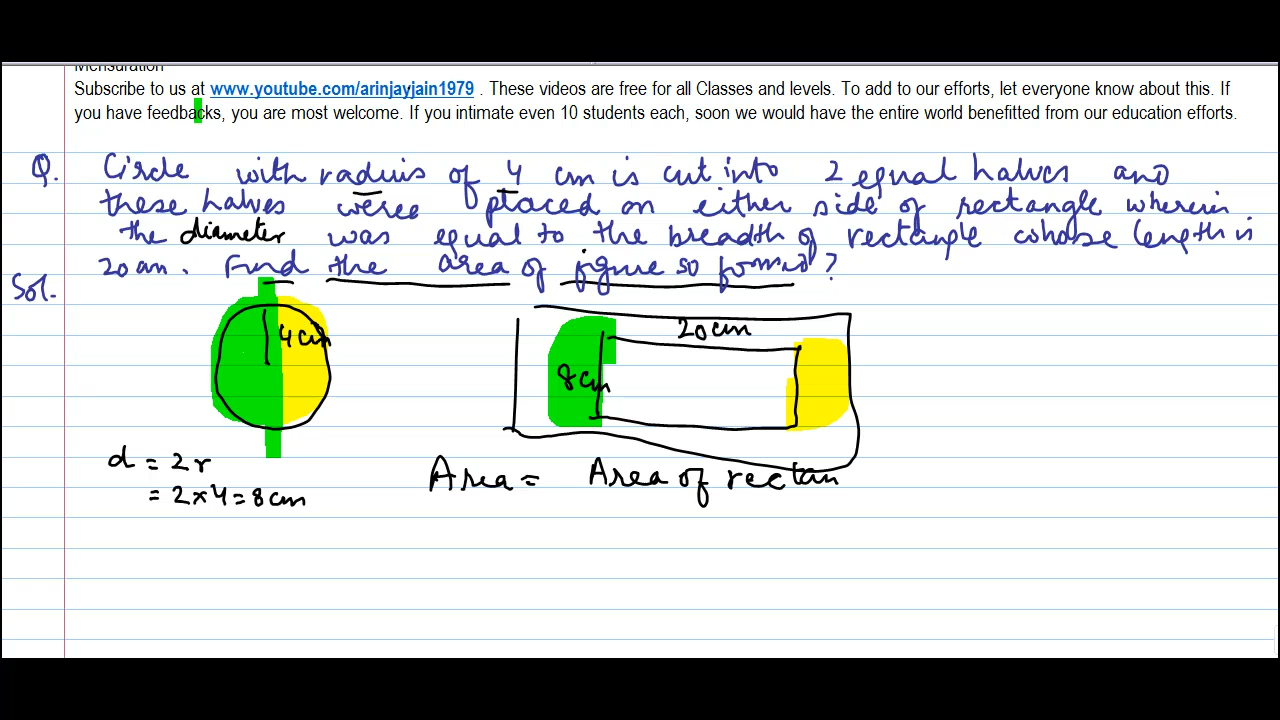 Mensuration
Subscribe to us at www.youtube.com/arinjayjain1979 . These videos are free for all Classes and levels. To add to our efforts, let everyone know about this. If
you have feedbacks, you are most welcome. If you intimate even 10 students each, soon we would have the entire world benefitted from our education efforts.
Q. Circle with radius of 4 cm is cut into 2 equal halves and
these halves were placed on either side of rectangle wherein
the diameter was equal to the breadth of rectangle whose length is
20cm. Find the area of figure so formed?
Sol.
4cm
20cm
8cm
d = 2r
= 2×4=8cm
Area = Area of rectan